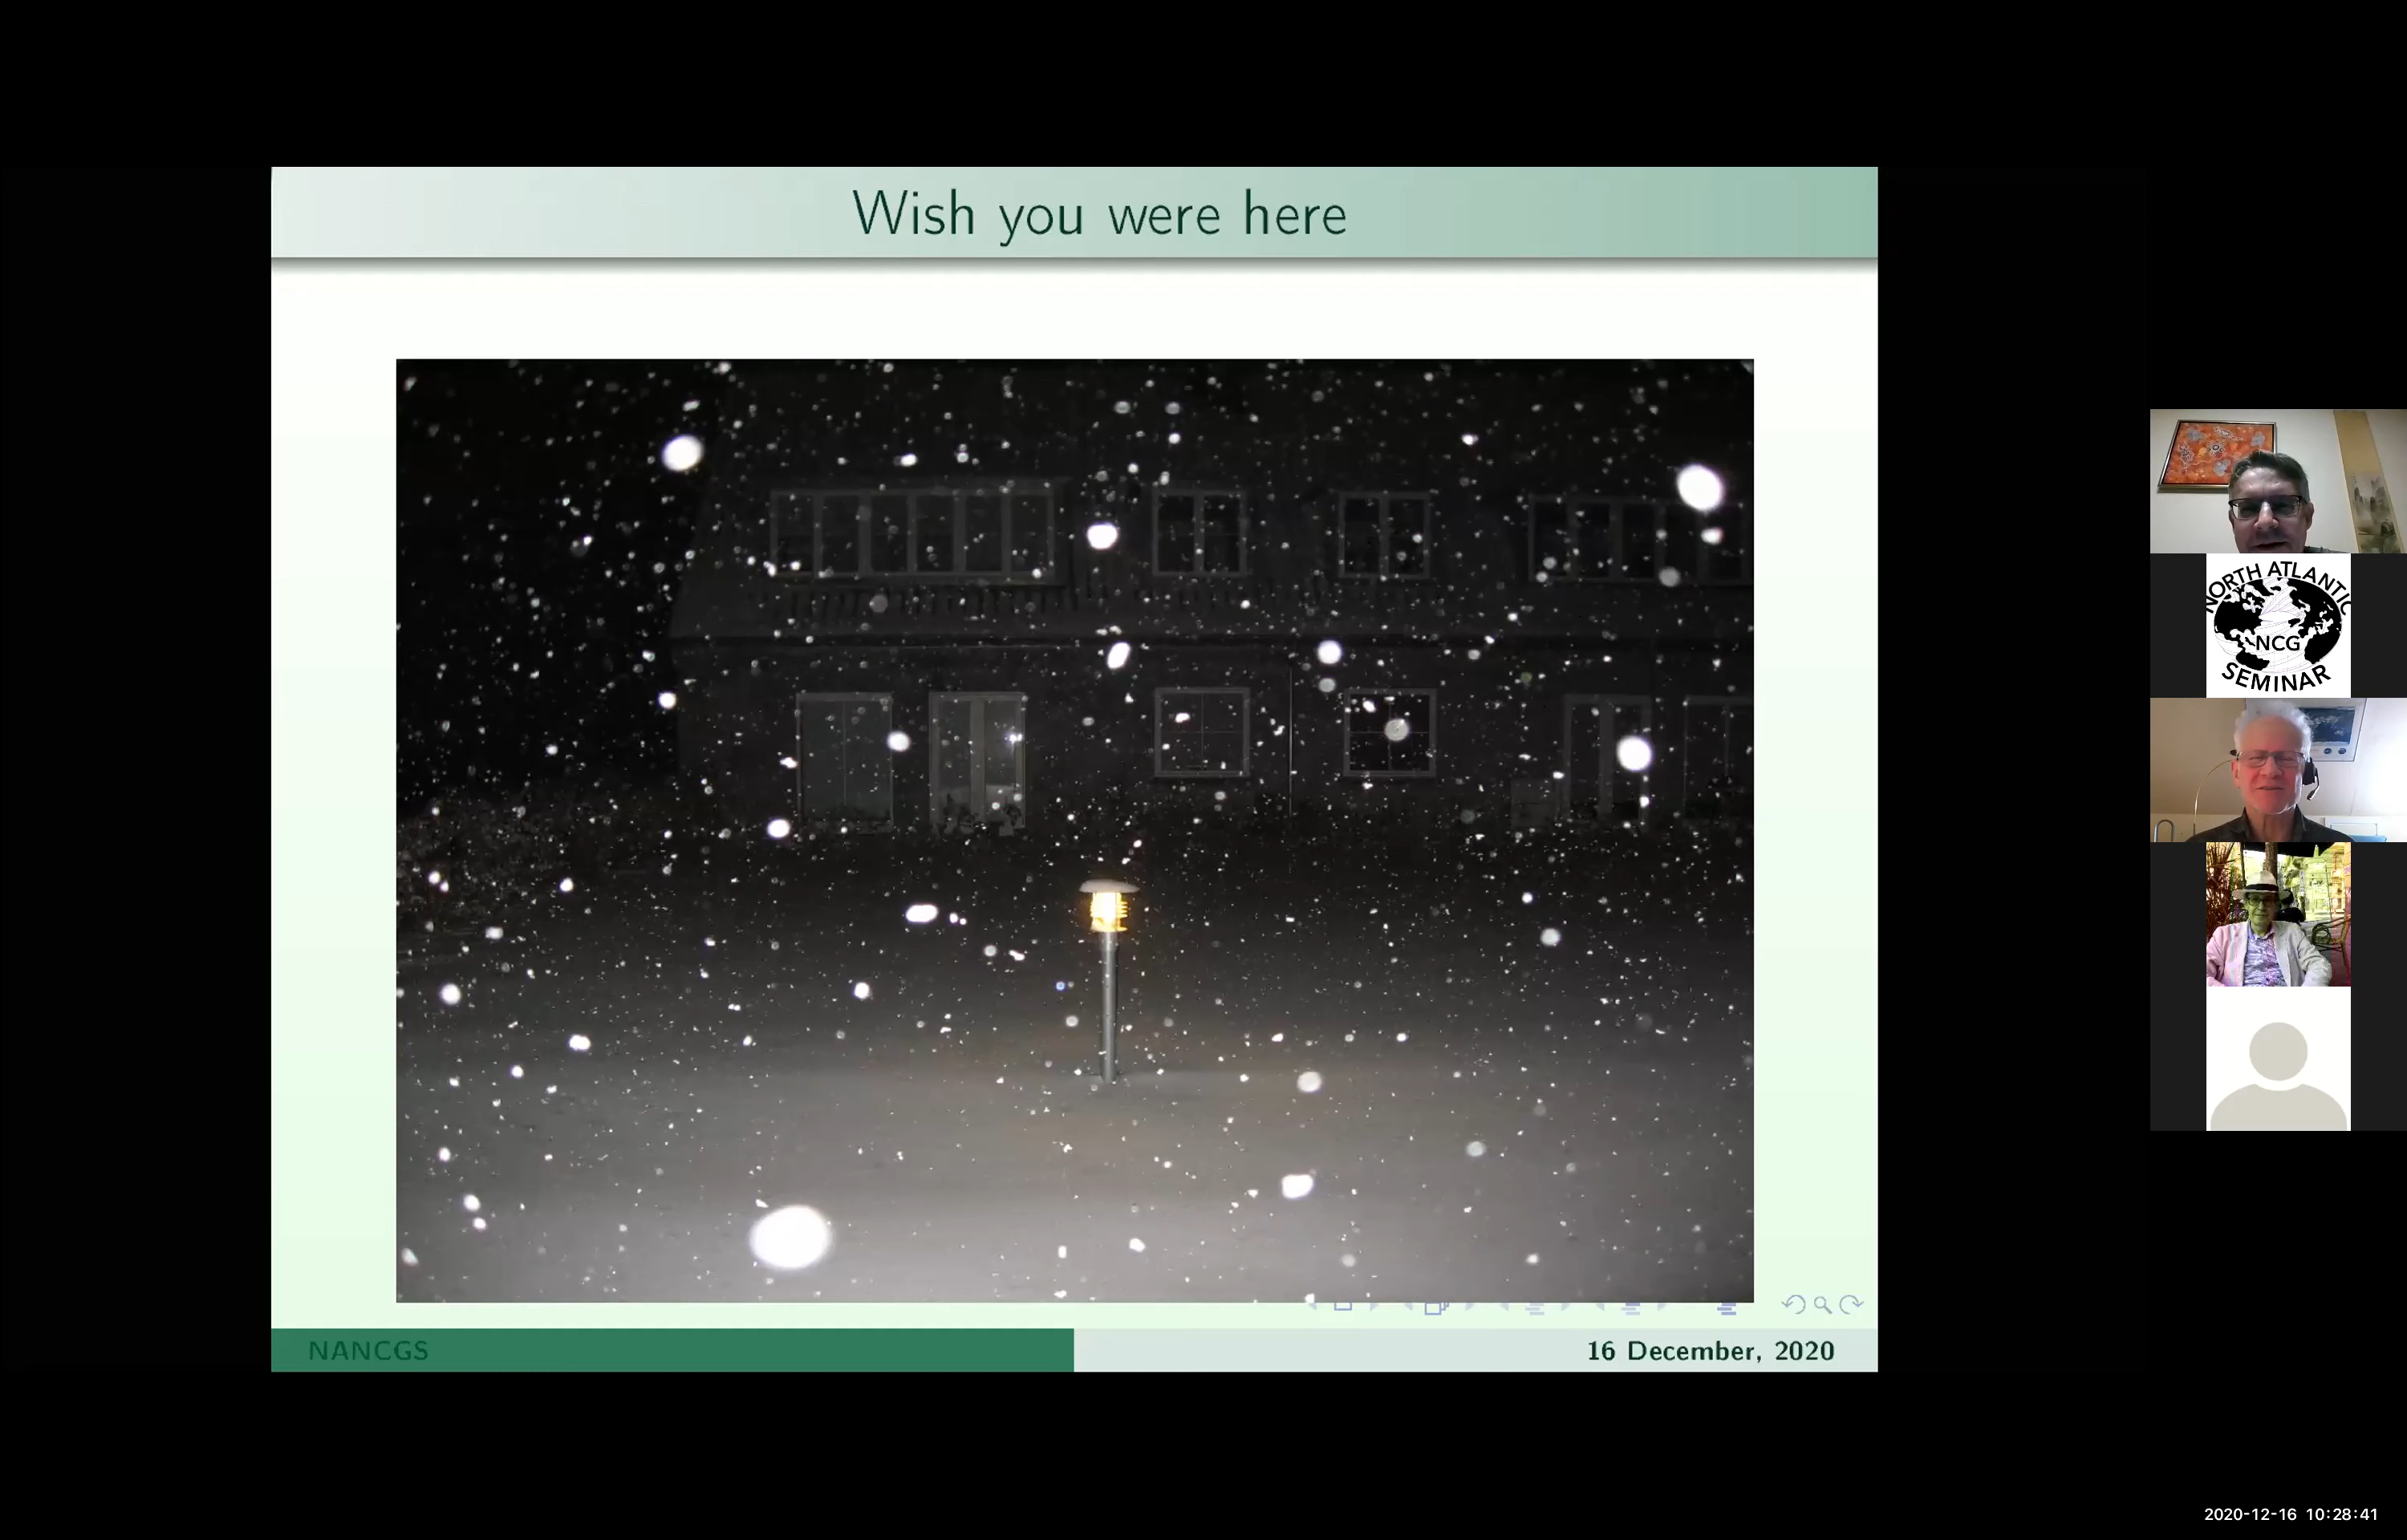 Wish you were here
NORTH ATLANTIC
NCG
SEMINAR
NANCGS
16 December, 2020
2020-12-16 10:28:41